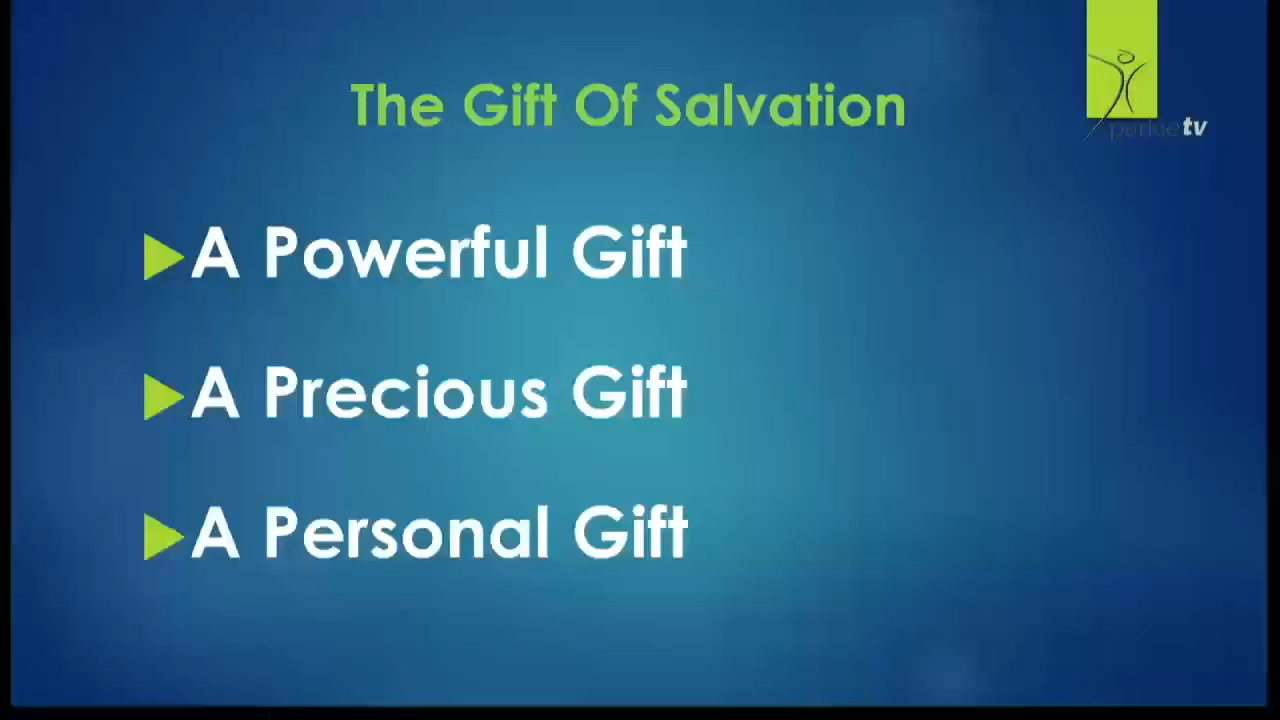 The Gift Of Salvation
tv
A Powerful Gift
A Precious Gift
A Personal Gift